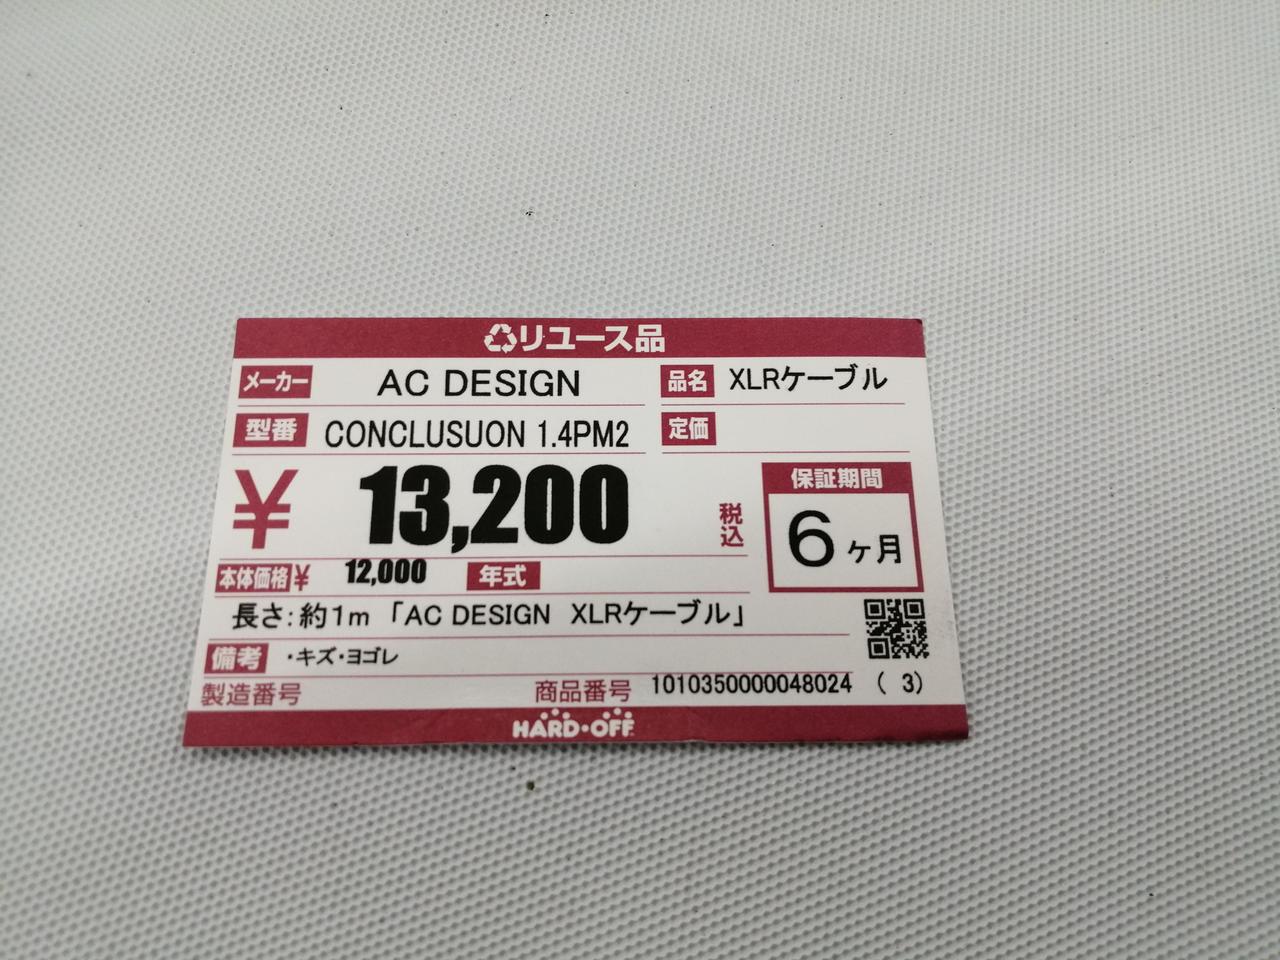 リユース品
メーカー AC DESIGN 品名 XLRケーブル
型番 CONCLUSUON 1.4PM2 定価
¥ 13,200 税込 保証期間
6ヶ月
本体価格¥ 12,000 年式
長さ:約1m 「AC DESIGN XLRケーブル」
備考 ・キズ・ヨゴレ
製造番号 商品番号 1010350000048024 ( 3)
HARD・OFF